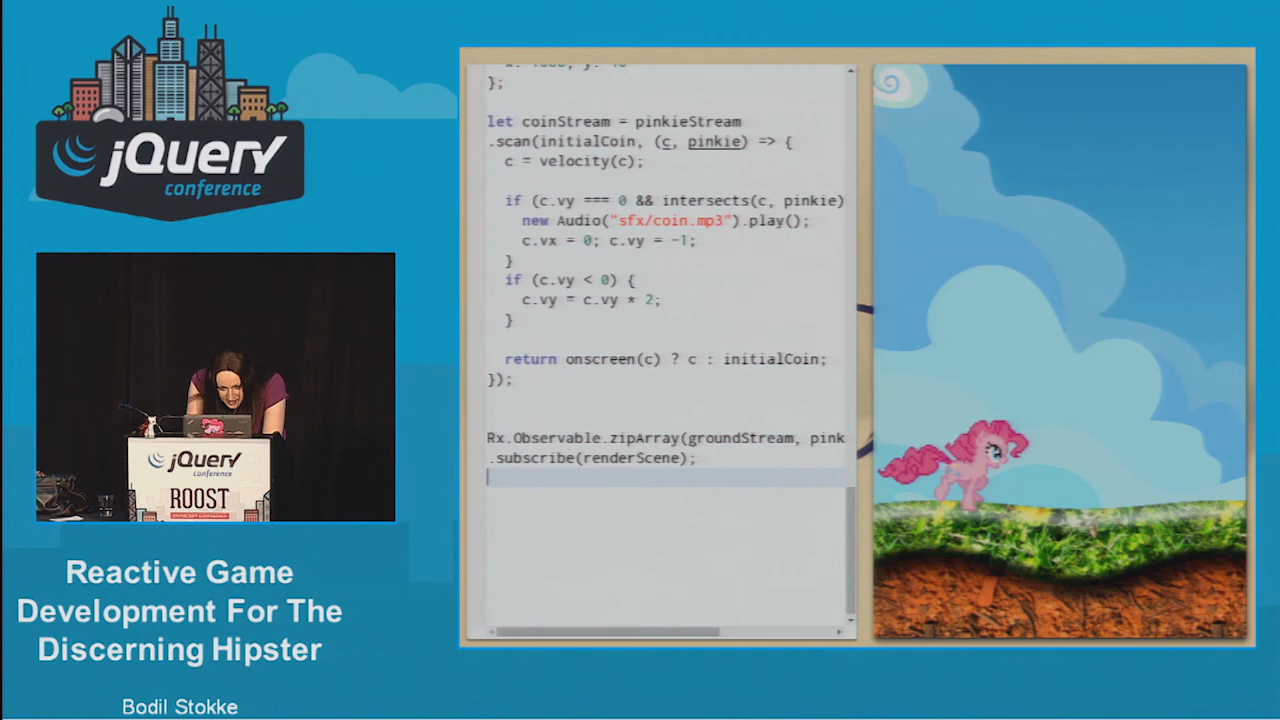 jQuery
conference
jQuery
conference
ROOST
Reactive Game
Development For The
Discerning Hipster
Bodil Stokke
};
let coinStream = pinkieStream
.scan(initialCoin, (c, pinkie) => {
c = velocity(c);
if (c.vy === 0 && intersects(c, pinkie)
new Audio("sfx/coin.mp3").play();
c.vx = 0; c.vy = -1;
}
if (c.vy < 0) {
c.vy = c.vy * 2;
}
return onscreen(c) ? c : initialCoin;
});
Rx.Observable.zipArray(groundStream, pink
.subscribe(renderScene);